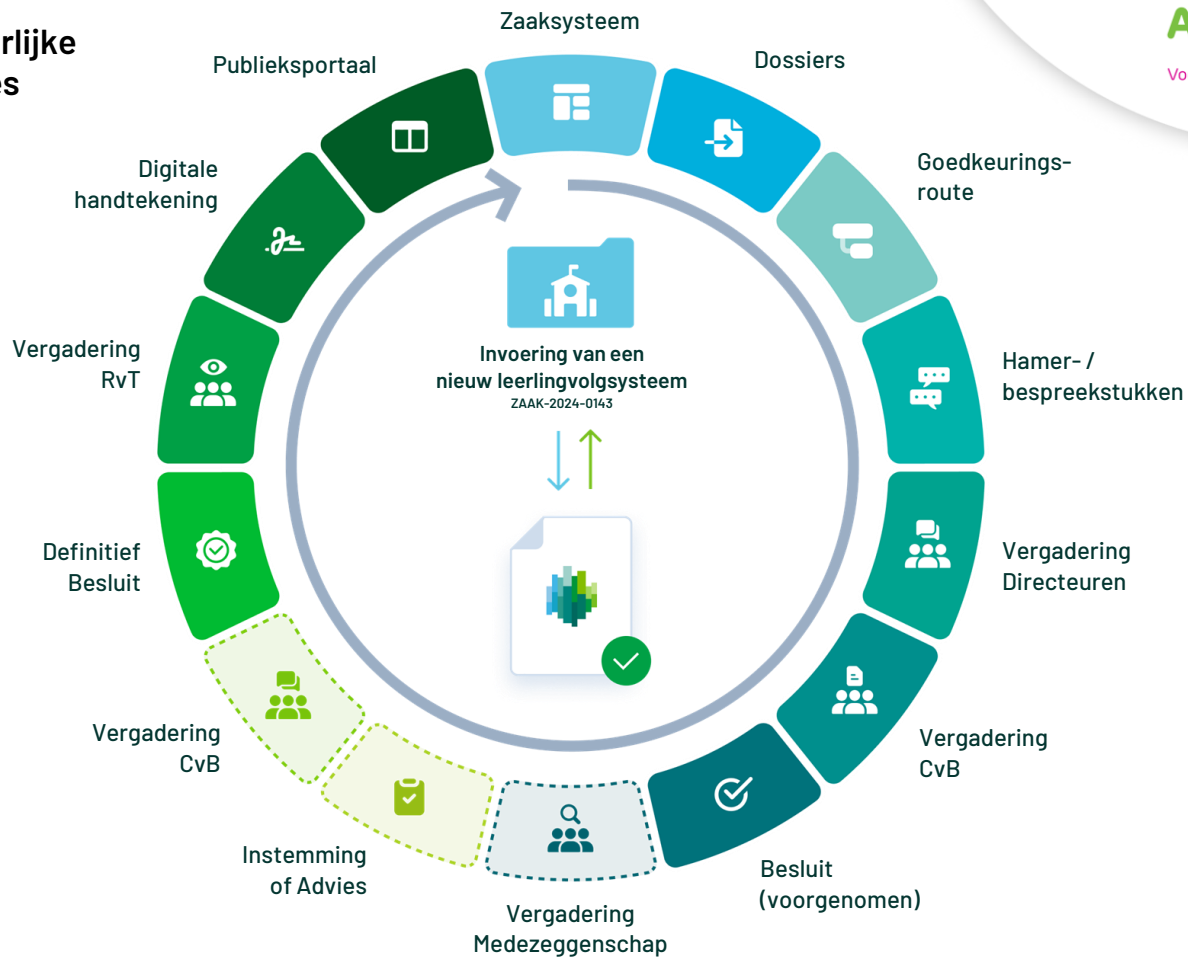 rlijke
es
Zaaksysteem
Dossiers
Goedkeurings-
route
Hamer- /
bespreekstukken
Vergadering
Directeuren
Vergadering
CvB
Besluit
(voorgenomen)
Vergadering
Medezeggenschap
Instemming
of Advies
Vergadering
CvB
Definitief
Besluit
Vergadering
RvT
Digitale
handtekening
Publieksportaal
Invoering van een
nieuw leerlingvolgsysteem
ZAAK-2024-0143
A
Vo